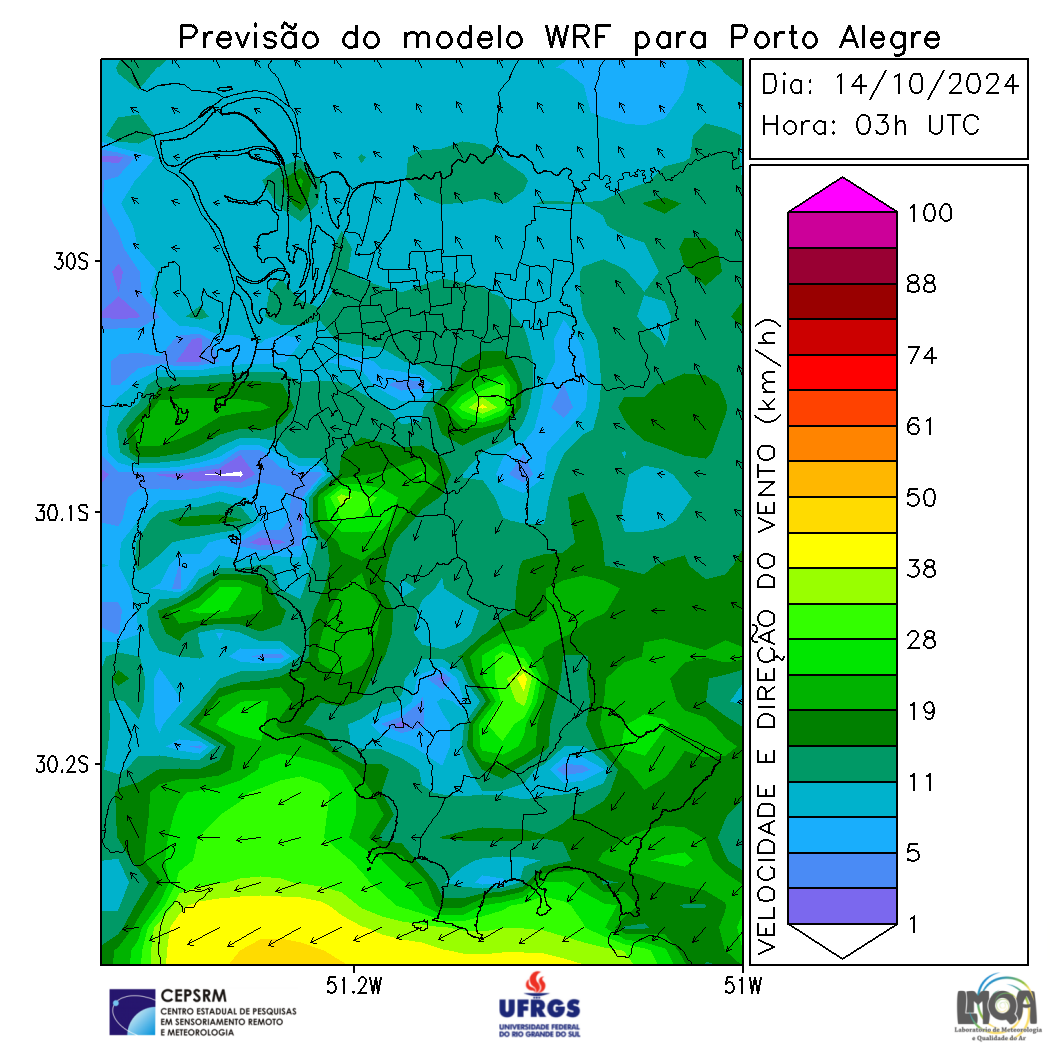 Previsão do modelo WRF para Porto Alegre
Dia: 14/10/2024
Hora: 03h UTC
30S
30.1S
30.2S
51.2W
51W
VELOCIDADE E DIREÇÃO DO VENTO (km/h)
100
88
74
61
50
38
28
19
11
5
1
CEPSRM
CENTRO ESTADUAL DE PESQUISAS
EM SENSORIAMENTO REMOTO
E METEOROLOGIA
UFRGS
UNIVERSIDADE FEDERAL
DO RIO GRANDE DO SUL
LMQA
Laboratório de Meteorologia
e Qualidade do Ar